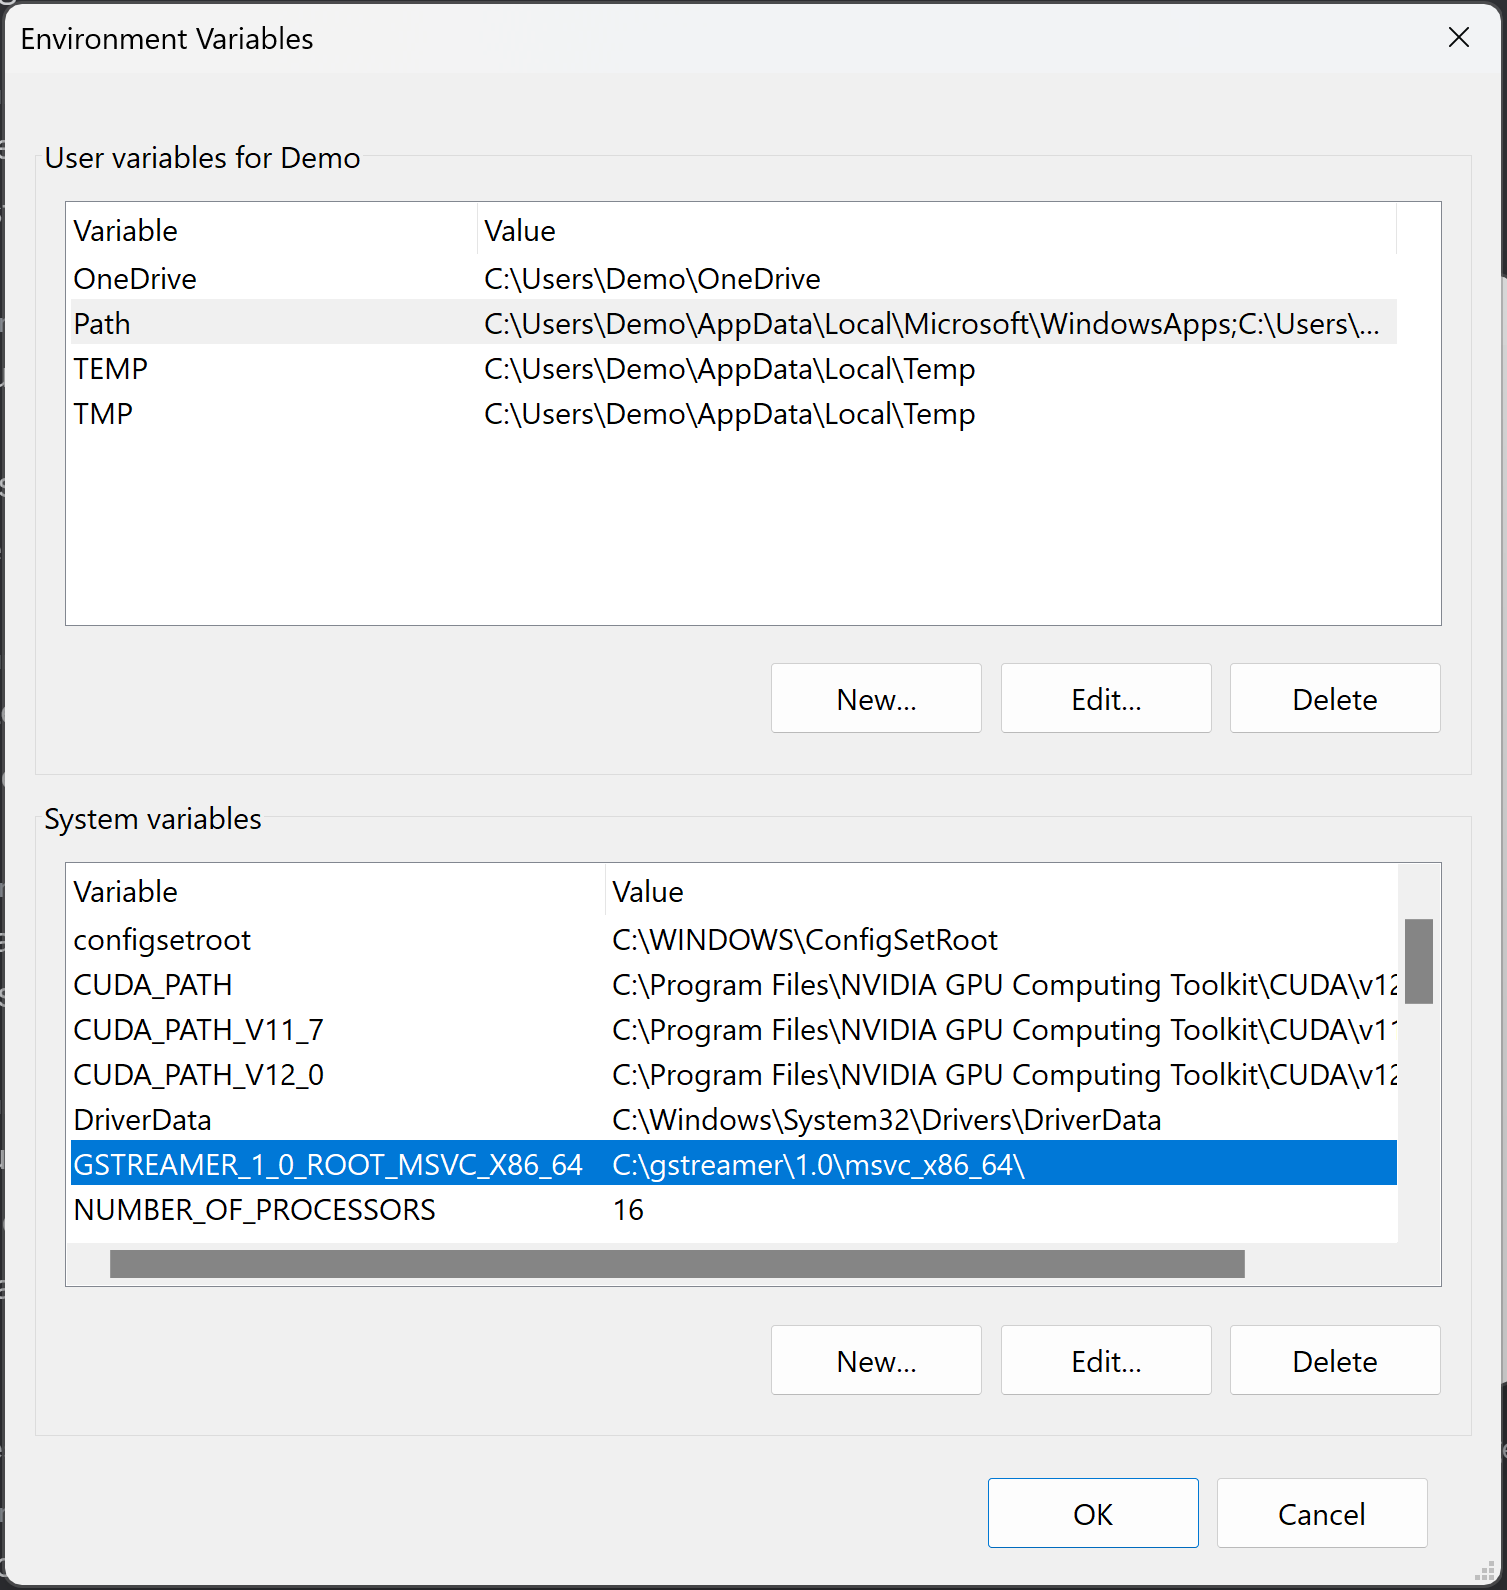 Environment Variables
User variables for Demo
Variable Value
OneDrive C:\Users\Demo\OneDrive
Path C:\Users\Demo\AppData\Local\Microsoft\WindowsApps;C:\Users\...
TEMP C:\Users\Demo\AppData\Local\Temp
TMP C:\Users\Demo\AppData\Local\Temp
New... Edit... Delete
System variables
Variable Value
configsetroot C:\WINDOWS\ConfigSetRoot
CUDA_PATH C:\Program Files\NVIDIA GPU Computing Toolkit\CUDA\v12
CUDA_PATH_V11_7 C:\Program Files\NVIDIA GPU Computing Toolkit\CUDA\v11
CUDA_PATH_V12_0 C:\Program Files\NVIDIA GPU Computing Toolkit\CUDA\v12
DriverData C:\Windows\System32\Drivers\DriverData
GSTREAMER_1_0_ROOT_MSVC_X86_64 C:\gstreamer\1.0\msvc_x86_64\
NUMBER_OF_PROCESSORS 16
New... Edit... Delete
OK Cancel